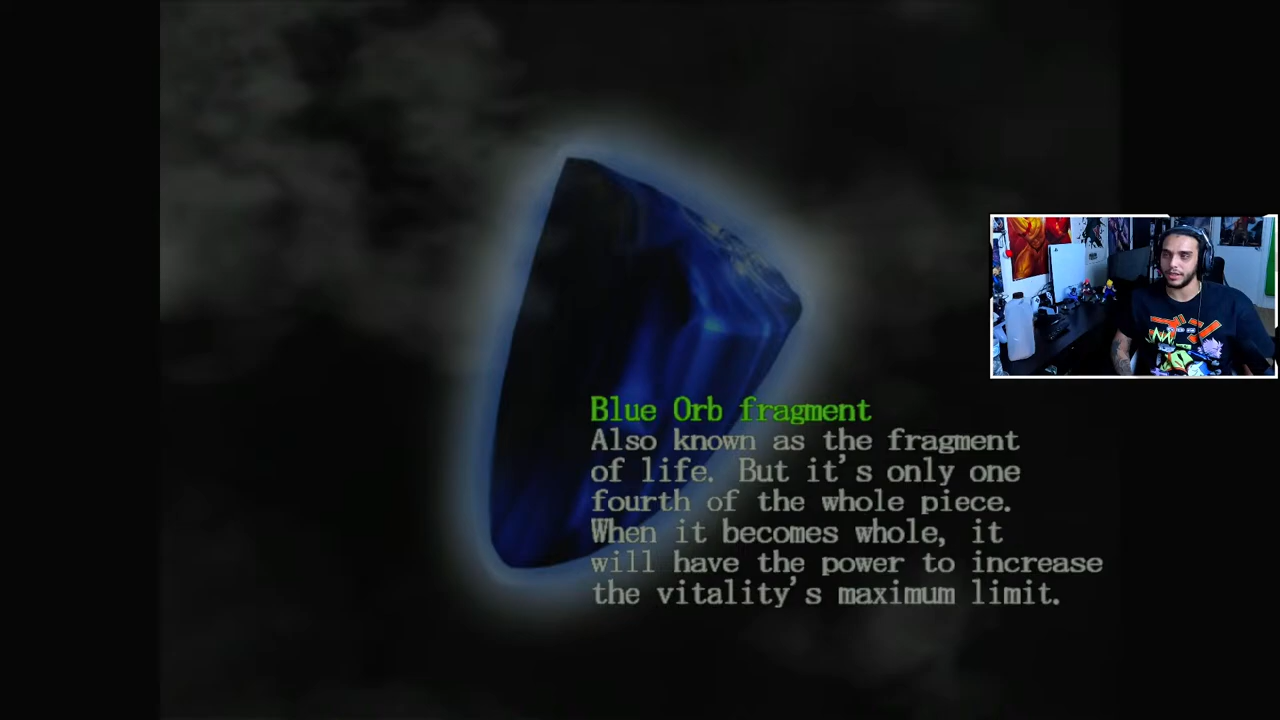 Blue Orb fragment
Also known as the fragment
of life. But it's only one
fourth of the whole piece.
When it becomes whole, it
will have the power to increase
the vitality's maximum limit.